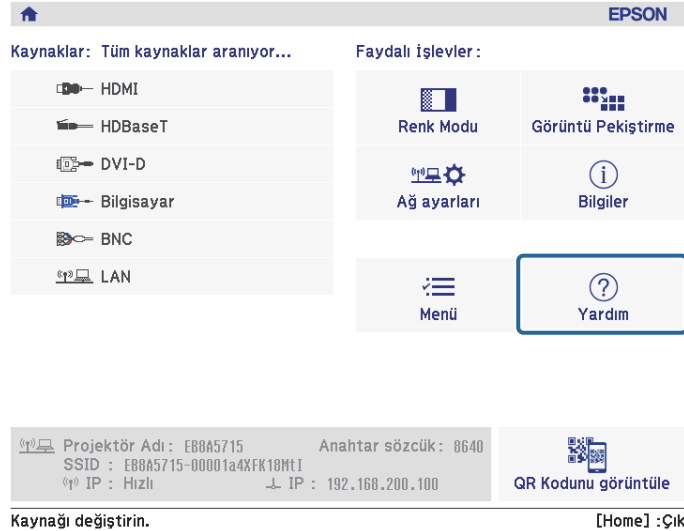 EPSON
Kaynaklar: Tüm kaynaklar aranıyor...
HDMI
HDBaseT
DVI-D
Bilgisayar
BNC
LAN
Faydalı işlevler:
Renk Modu
Görüntü Pekiştirme
Ağ ayarları
Bilgiler
Menü
Yardım
Projektör Adı: EB8A5715 Anahtar sözcük: 8640
SSID : EB8A5715-00001a4XFK18MtI
IP : Hızlı IP : 192.168.200.100
QR Kodunu görüntüle
Kaynağı değiştirin. [Home] :Çık